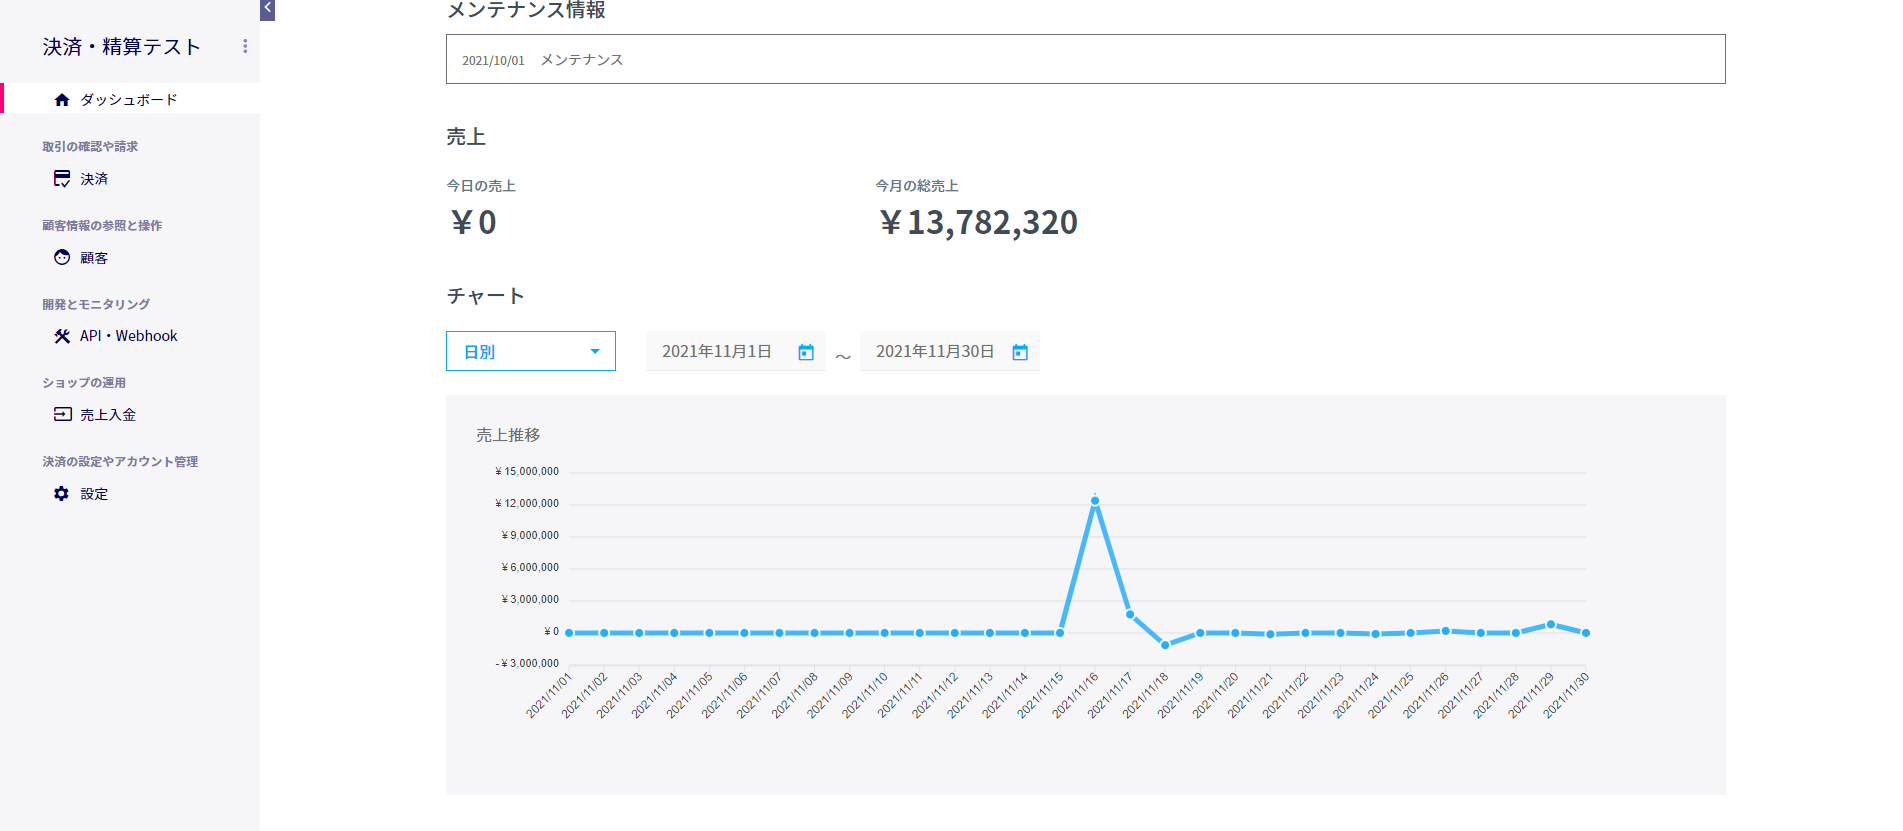 決済・精算テスト
ダッシュボード
取引の確認や請求
決済
顧客情報の参照と操作
顧客
開発とモニタリング
API・Webhook
ショップの運用
売上入金
決済の設定やアカウント管理
設定
メンテナンス情報
2021/10/01 メンテナンス
売上
今日の売上
￥0
今月の総売上
￥13,782,320
チャート
日別
2021年11月1日 ～ 2021年11月30日
売上推移
¥ 15,000,000
¥ 12,000,000
¥ 9,000,000
¥ 6,000,000
¥ 3,000,000
¥ 0
-¥ 3,000,000
2021/11/01
2021/11/02
2021/11/03
2021/11/04
2021/11/05
2021/11/06
2021/11/07
2021/11/08
2021/11/09
2021/11/10
2021/11/11
2021/11/12
2021/11/13
2021/11/14
2021/11/15
2021/11/16
2021/11/17
2021/11/18
2021/11/19
2021/11/20
2021/11/21
2021/11/22
2021/11/23
2021/11/24
2021/11/25
2021/11/26
2021/11/27
2021/11/28
2021/11/29
2021/11/30